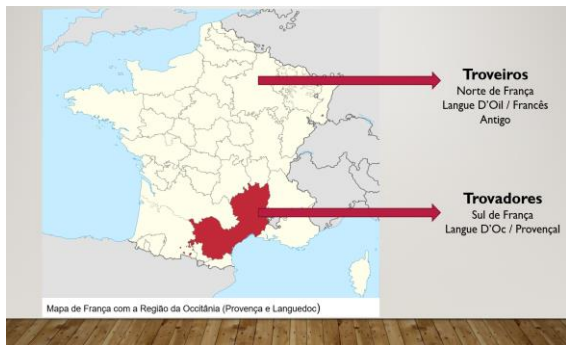 Troveiros
Norte de França
Langue D'Oil / Francês
Antigo
Trovadores
Sul de França
Langue D'Oc / Provençal
Mapa de França com a Região da Occitânia (Provença e Languedoc)